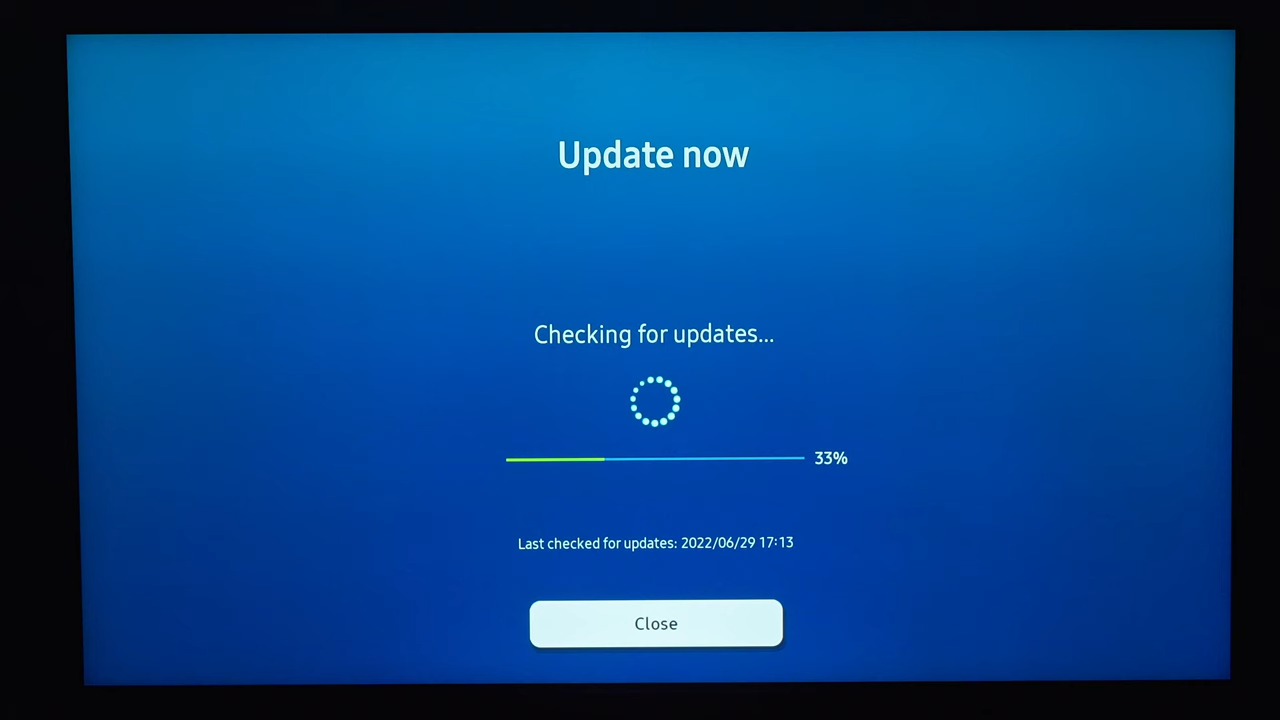 Update now
Checking for updates...
33%
Last checked for updates: 2022/06/29 17:13
Close